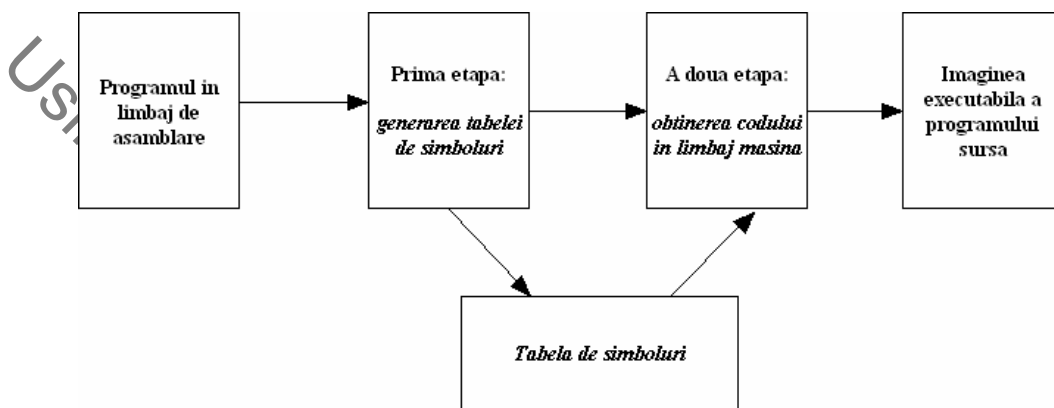 Programul in
limbaj de
asamblare
Prima etapa:
generarea tabelei
de simboluri
A doua etapa:
obtinerea codului
in limbaj masina
Imaginea
executabila a
programului
sursa
Tabela de simboluri